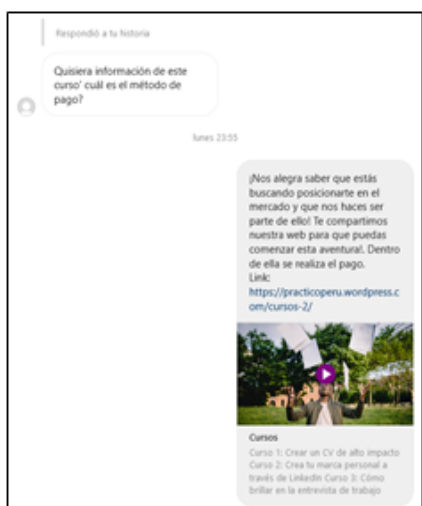 Respondió a tu historia
Quisiera información de este
curso' cuál es el método de
pago?
lunes 23:55
¡Nos alegra saber que estás
buscando posicionarte en el
mercado y que nos haces ser
parte de ello! Te compartimos
nuestra web para que puedas
comenzar esta aventura!. Dentro
de ella se realiza el pago.
Link:
https://practicoperu.wordpress.c
om/cursos-2/
Cursos
Curso 1: Crear un CV de alto impacto
Curso 2: Crea tu marca personal a
través de LinkedIn Curso 3: Cómo
brillar en la entrevista de trabajo